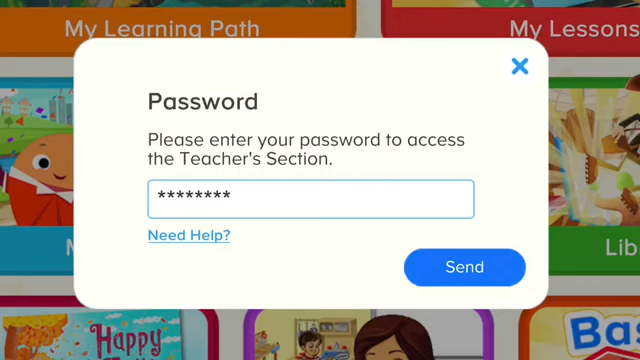 My Learning Path
My Lessons
Password
Please enter your password to access
the Teacher's Section.
********
Need Help?
Send
Lib
Happy
Bas